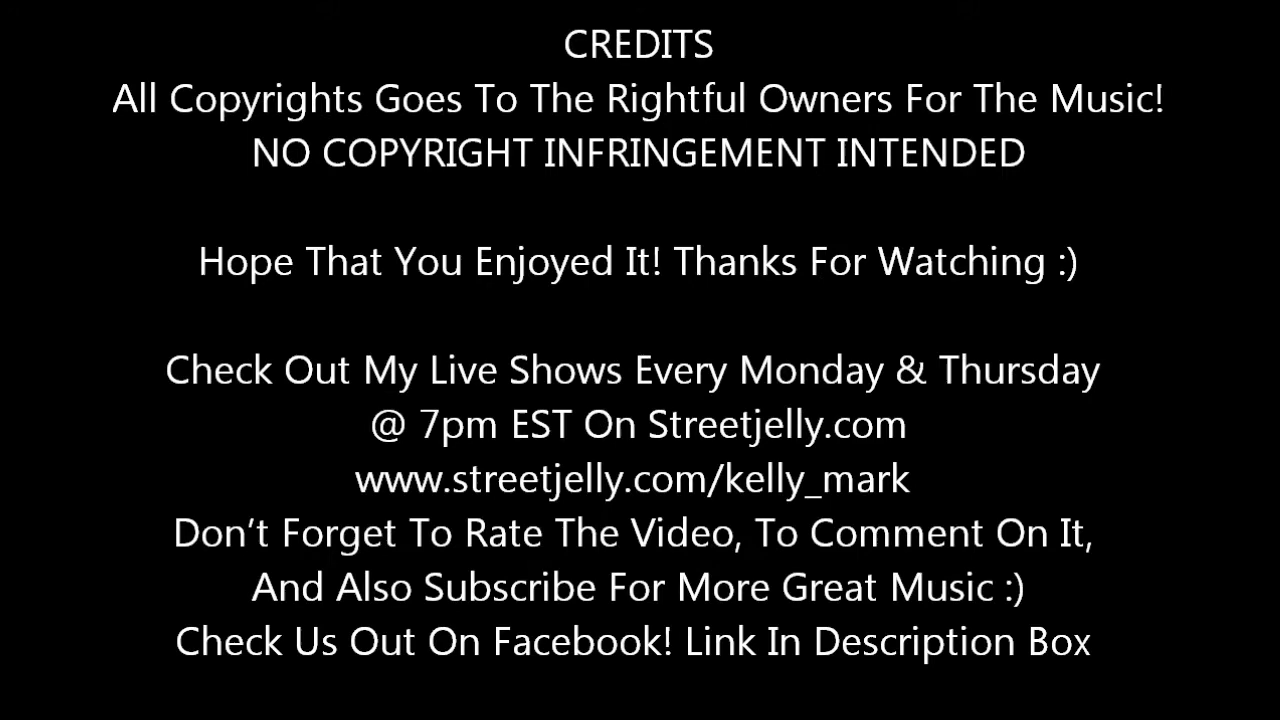 CREDITS
All Copyrights Goes To The Rightful Owners For The Music!
NO COPYRIGHT INFRINGEMENT INTENDED
Hope That You Enjoyed It! Thanks For Watching :)
Check Out My Live Shows Every Monday & Thursday
@ 7pm EST On Streetjelly.com
www.streetjelly.com/kelly_mark
Don’t Forget To Rate The Video, To Comment On It,
And Also Subscribe For More Great Music :)
Check Us Out On Facebook! Link In Description Box